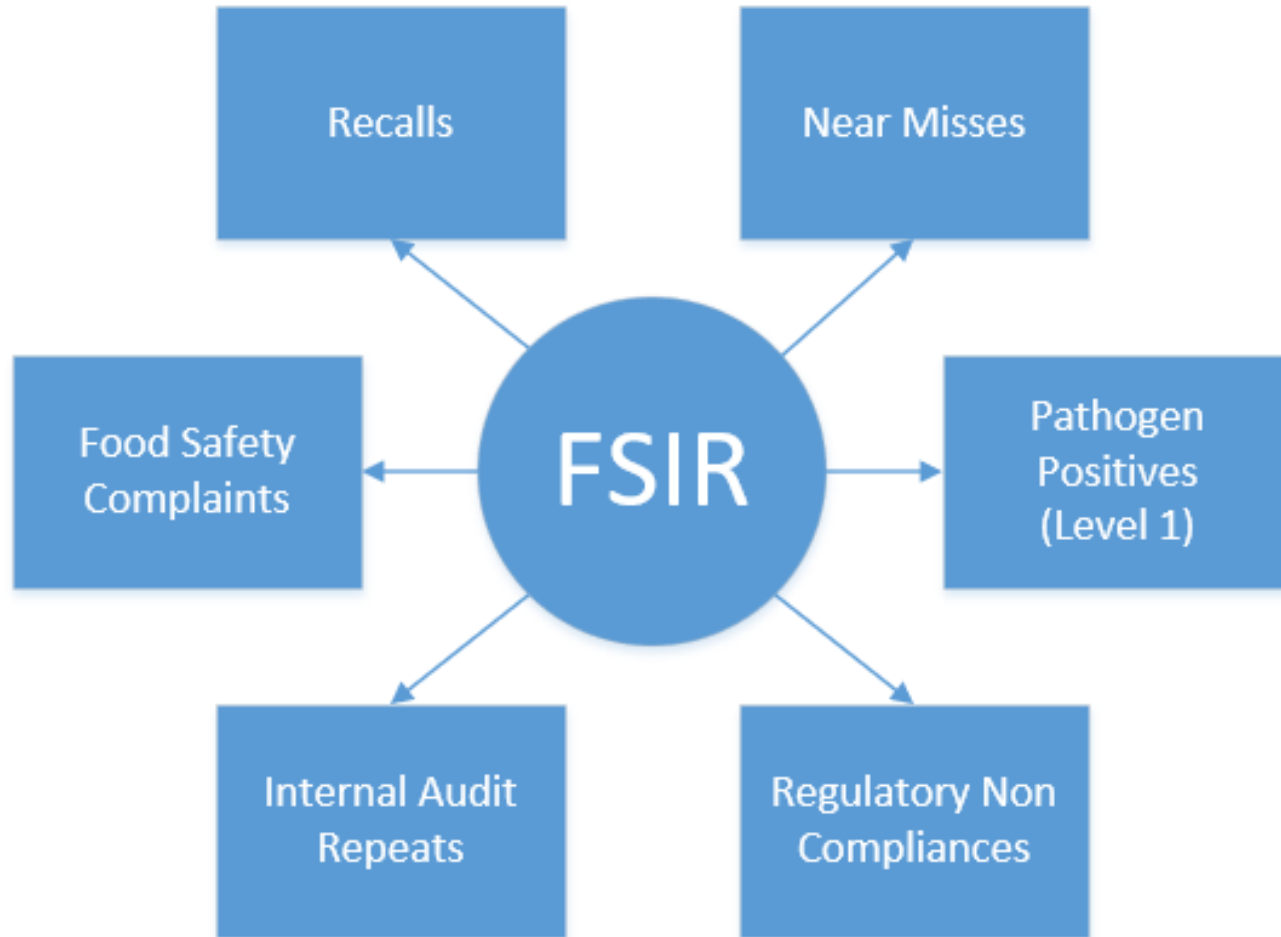 Recalls
Near Misses
Food Safety
Complaints
FSIR
Pathogen
Positives
(Level 1)
Internal Audit
Repeats
Regulatory Non
Compliances